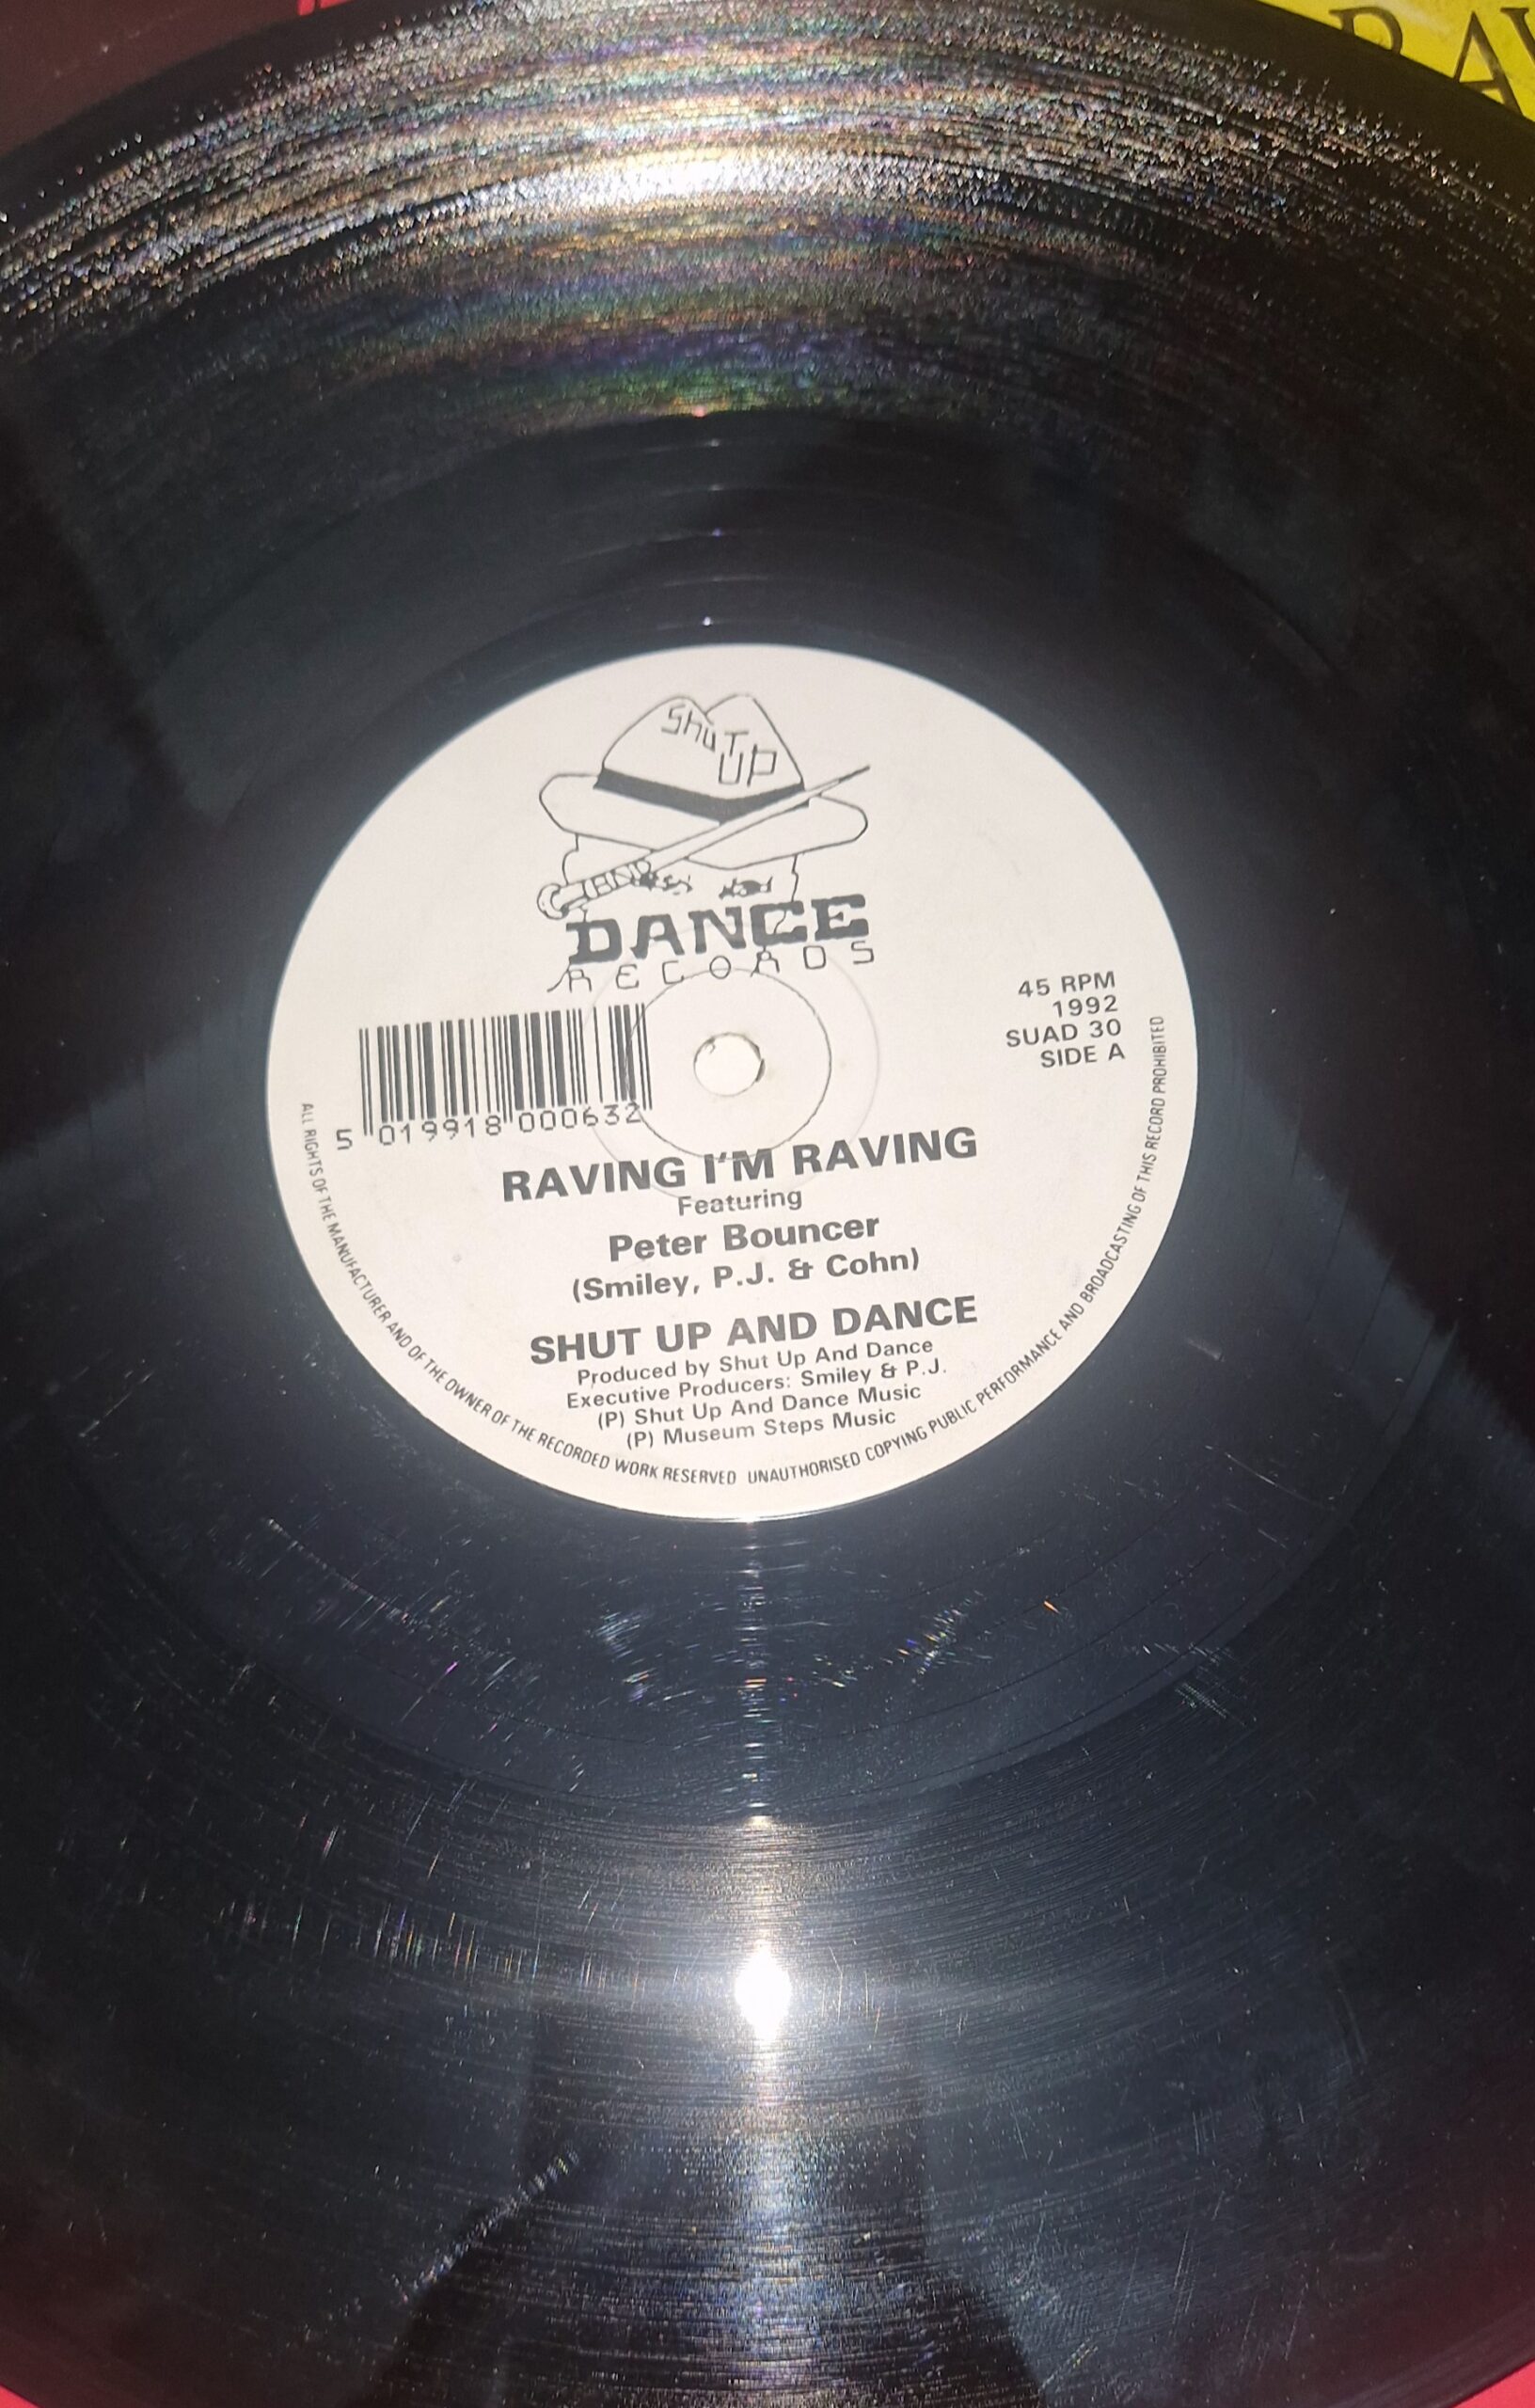 RAV
Shut
UP
DANCE
RECORDS
45 RPM
1992
SUAD 30
SIDE A
5 019918 000632
RAVING I'M RAVING
Featuring
Peter Bouncer
(Smiley, P.J. & Cohn)
SHUT UP AND DANCE
Produced by Shut Up And Dance
Executive Producers: Smiley & P.J.
(P) Shut Up And Dance Music
(P) Museum Steps Music
ALL RIGHTS OF THE MANUFACTURER AND OF THE OWNER OF THE RECORDED WORK RESERVED UNAUTHORISED COPYING PUBLIC PERFORMANCE AND BROADCASTING OF THIS RECORD PROHIBITED